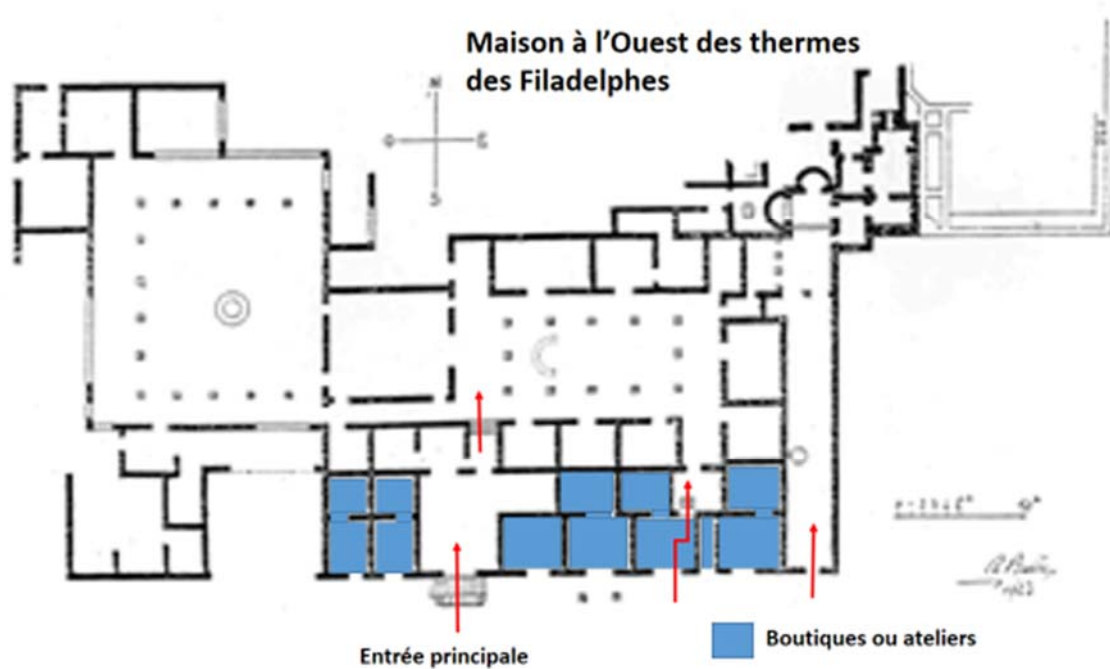 Maison à l'Ouest des thermes
des Filadelphes
N
O
E
S
Entrée principale
Boutiques ou ateliers